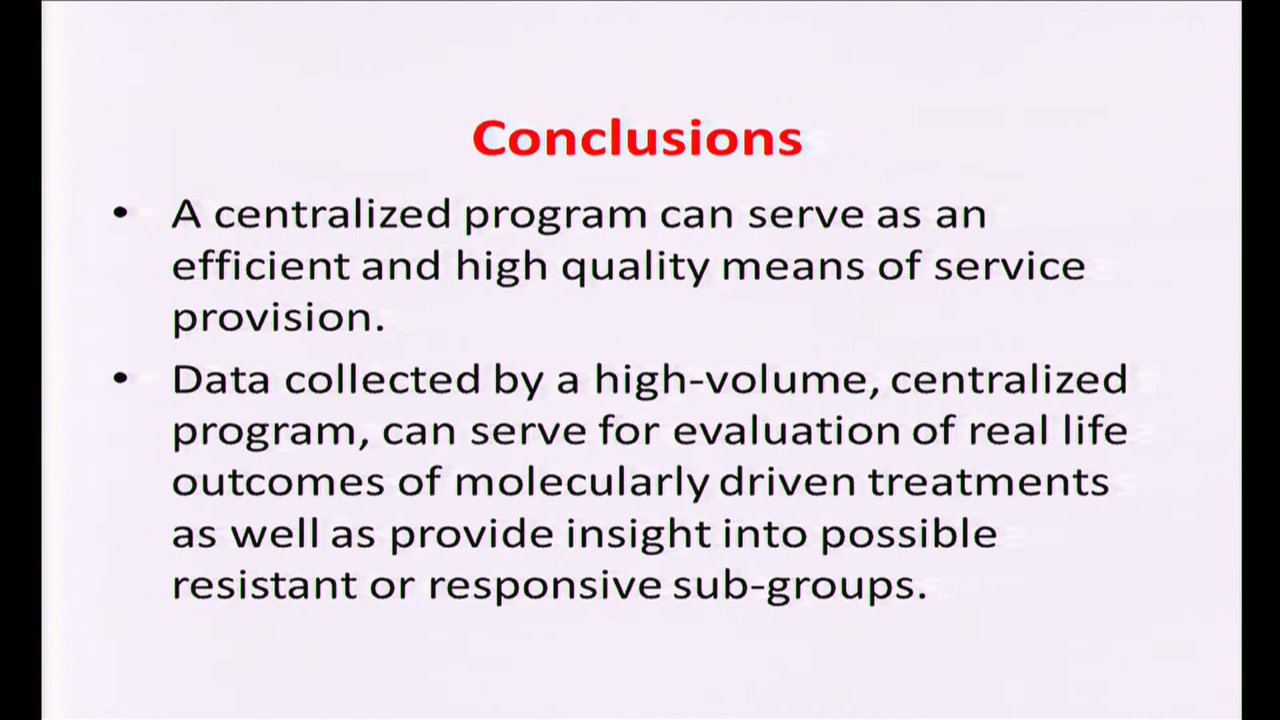 Conclusions
• A centralized program can serve as an
efficient and high quality means of service
provision.
• Data collected by a high-volume, centralized
program, can serve for evaluation of real life
outcomes of molecularly driven treatments
as well as provide insight into possible
resistant or responsive sub-groups.